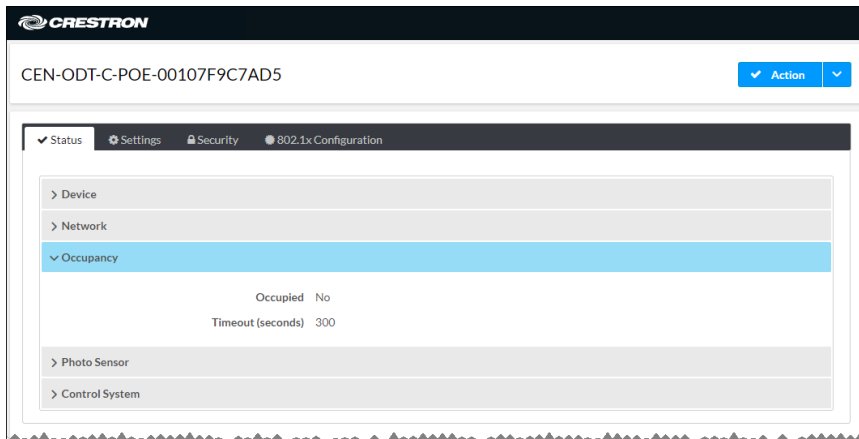 CRESTRON
CEN-ODT-C-POE-00107F9C7AD5
Action
Status Settings Security 802.1x Configuration
Device
Network
Occupancy
Occupied No
Timeout (seconds) 300
Photo Sensor
Control System